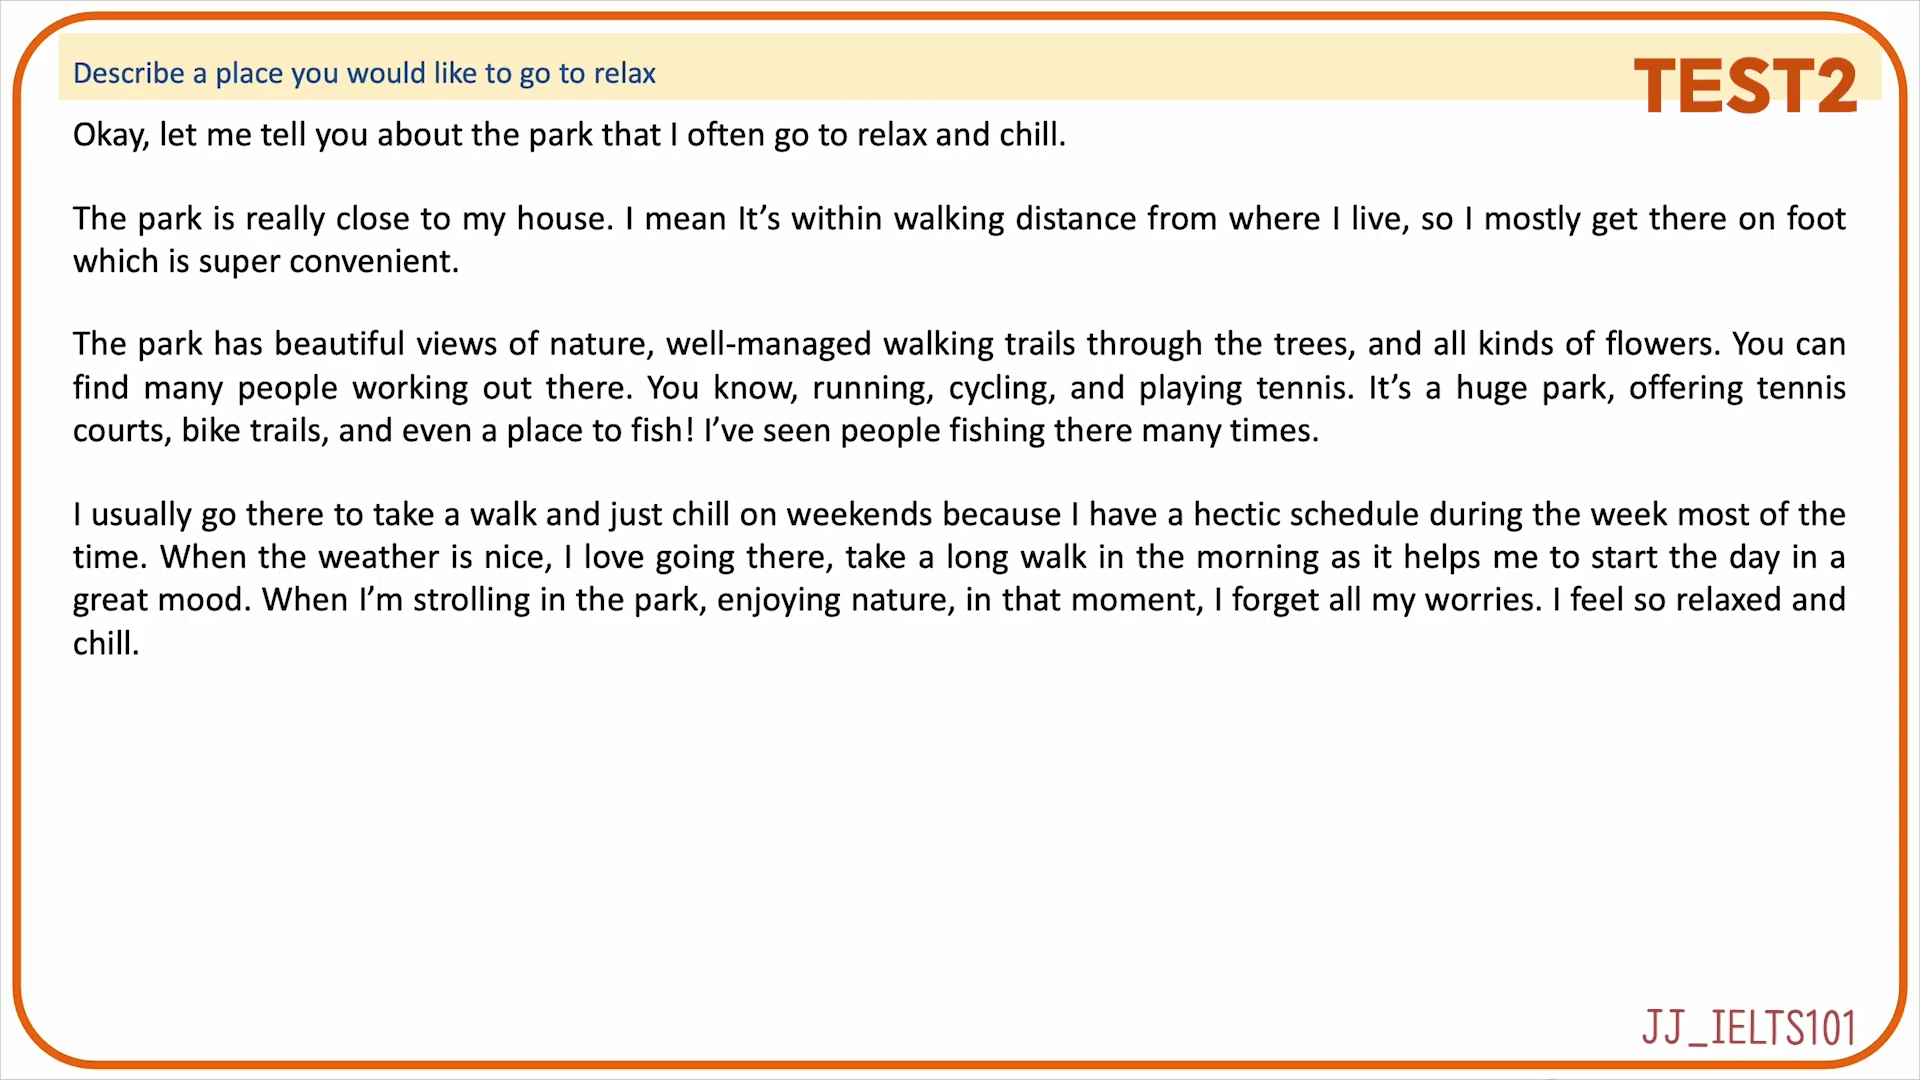 Describe a place you would like to go to relax
TEST2
Okay, let me tell you about the park that I often go to relax and chill.
The park is really close to my house. I mean It’s within walking distance from where I live, so I mostly get there on foot
which is super convenient.
The park has beautiful views of nature, well-managed walking trails through the trees, and all kinds of flowers. You can
find many people working out there. You know, running, cycling, and playing tennis. It’s a huge park, offering tennis
courts, bike trails, and even a place to fish! I’ve seen people fishing there many times.
I usually go there to take a walk and just chill on weekends because I have a hectic schedule during the week most of the
time. When the weather is nice, I love going there, take a long walk in the morning as it helps me to start the day in a
great mood. When I’m strolling in the park, enjoying nature, in that moment, I forget all my worries. I feel so relaxed and
chill.
JJ_IELTS101